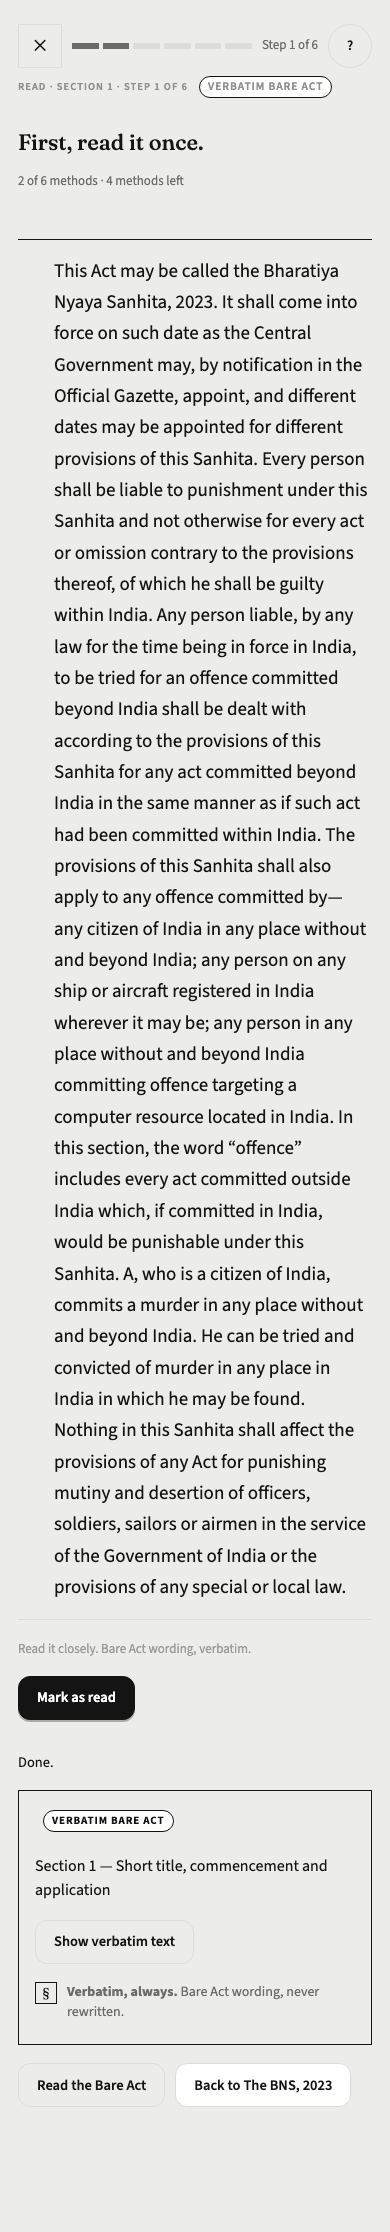 × Step 1 of 6 ?
READ · SECTION 1 · STEP 1 OF 6 VERBATIM BARE ACT
First, read it once.
2 of 6 methods · 4 methods left
This Act may be called the Bharatiya
Nyaya Sanhita, 2023. It shall come into
force on such date as the Central
Government may, by notification in the
Official Gazette, appoint, and different
dates may be appointed for different
provisions of this Sanhita. Every person
shall be liable to punishment under this
Sanhita and not otherwise for every act
or omission contrary to the provisions
thereof, of which he shall be guilty
within India. Any person liable, by any
law for the time being in force in India,
to be tried for an offence committed
beyond India shall be dealt with
according to the provisions of this
Sanhita for any act committed beyond
India in the same manner as if such act
had been committed within India. The
provisions of this Sanhita shall also
apply to any offence committed by—
any citizen of India in any place without
and beyond India; any person on any
ship or aircraft registered in India
wherever it may be; any person in any
place without and beyond India
committing offence targeting a
computer resource located in India. In
this section, the word “offence”
includes every act committed outside
India which, if committed in India,
would be punishable under this
Sanhita. A, who is a citizen of India,
commits a murder in any place without
and beyond India. He can be tried and
convicted of murder in any place in
India in which he may be found.
Nothing in this Sanhita shall affect the
provisions of any Act for punishing
mutiny and desertion of officers,
soldiers, sailors or airmen in the service
of the Government of India or the
provisions of any special or local law.
Read it closely. Bare Act wording, verbatim.
Mark as read
Done.
VERBATIM BARE ACT
Section 1 — Short title, commencement and
application
Show verbatim text
§ Verbatim, always. Bare Act wording, never
rewritten.
Read the Bare Act Back to The BNS, 2023